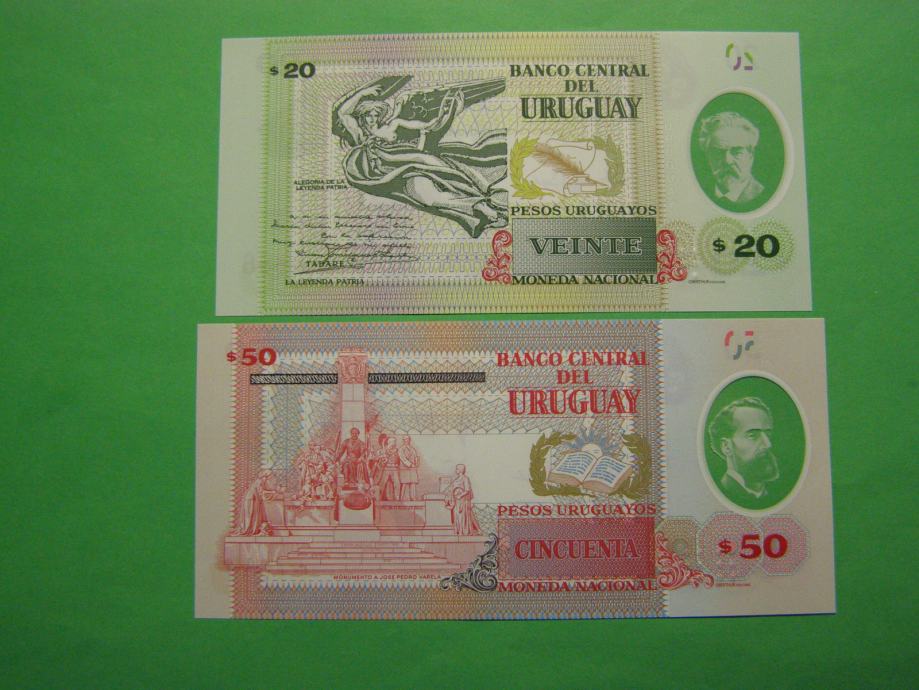 $ 20
BANCO CENTRAL
DEL
URUGUAY
ALEGORIA DE LA
LEYENDA PATRIA
PESOS URUGUAYOS
VEINTE
$ 20
TABARÉ
LA LEYENDA PATRIA
MONEDA NACIONAL
$ 50
BANCO CENTRAL
DEL
URUGUAY
PESOS URUGUAYOS
CINCUENTA
$ 50
MONUMENTO A JOSE PEDRO VARELA
MONEDA NACIONAL